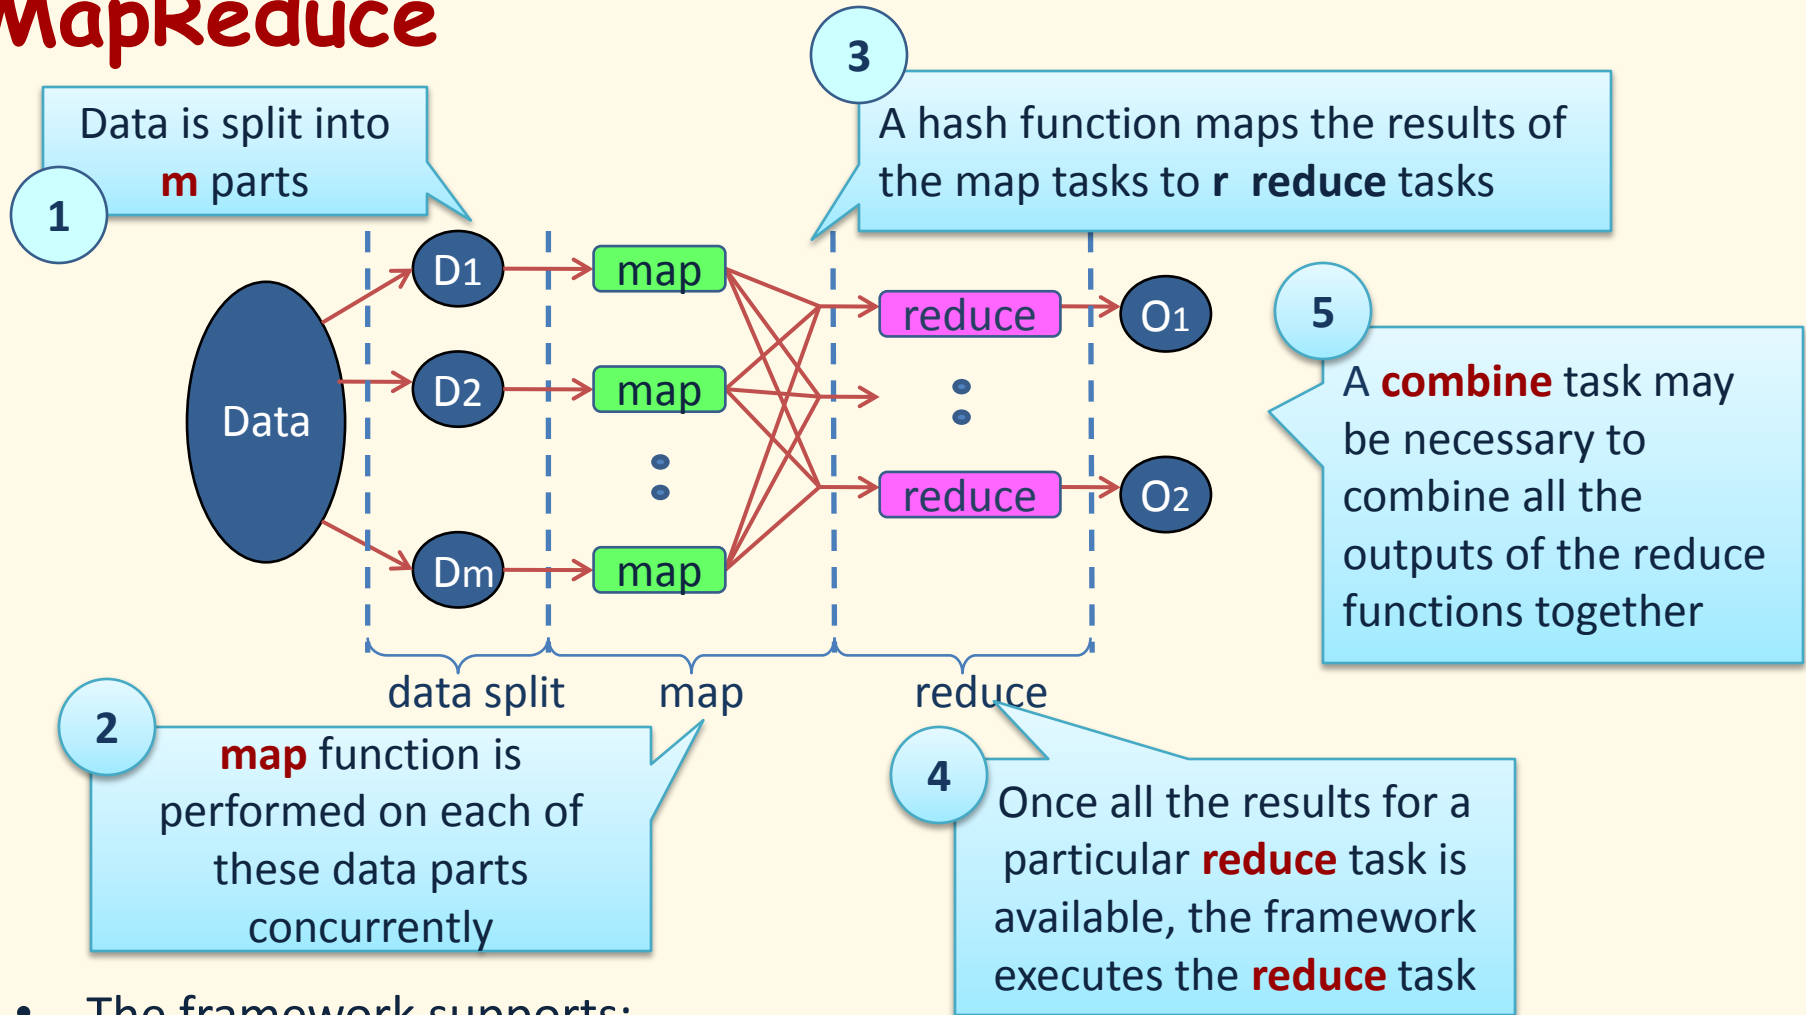 MapReduce
1
Data is split into
m parts
3
A hash function maps the results of
the map tasks to r reduce tasks
Data
D1
D2
Dm
map
map
map
reduce
reduce
O1
O2
5
A combine task may
be necessary to
combine all the
outputs of the reduce
functions together
data split
map
reduce
2
map function is
performed on each of
these data parts
concurrently
4
Once all the results for a
particular reduce task is
available, the framework
executes the reduce task
• The framework supports: